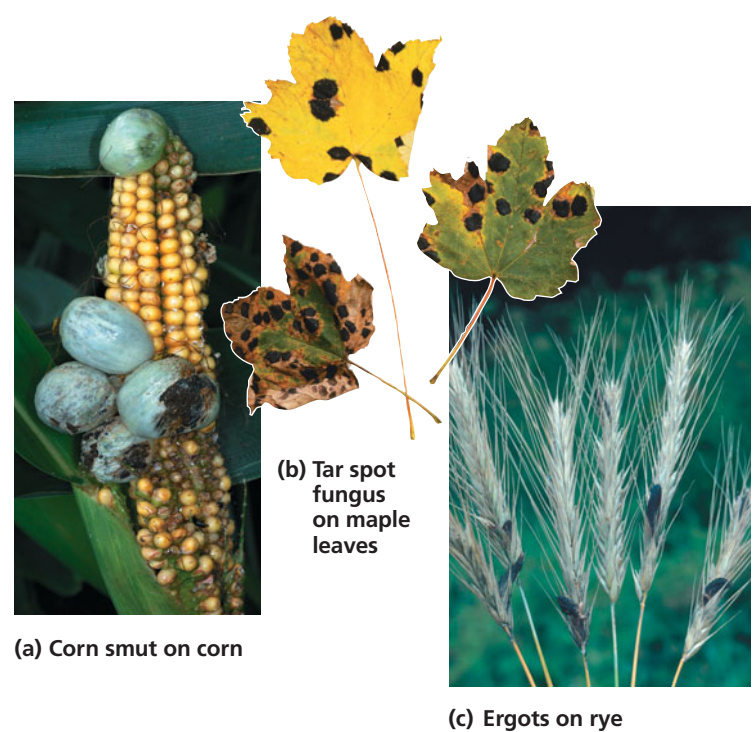 (b) Tar spot
fungus
on maple
leaves
(a) Corn smut on corn
(c) Ergots on rye